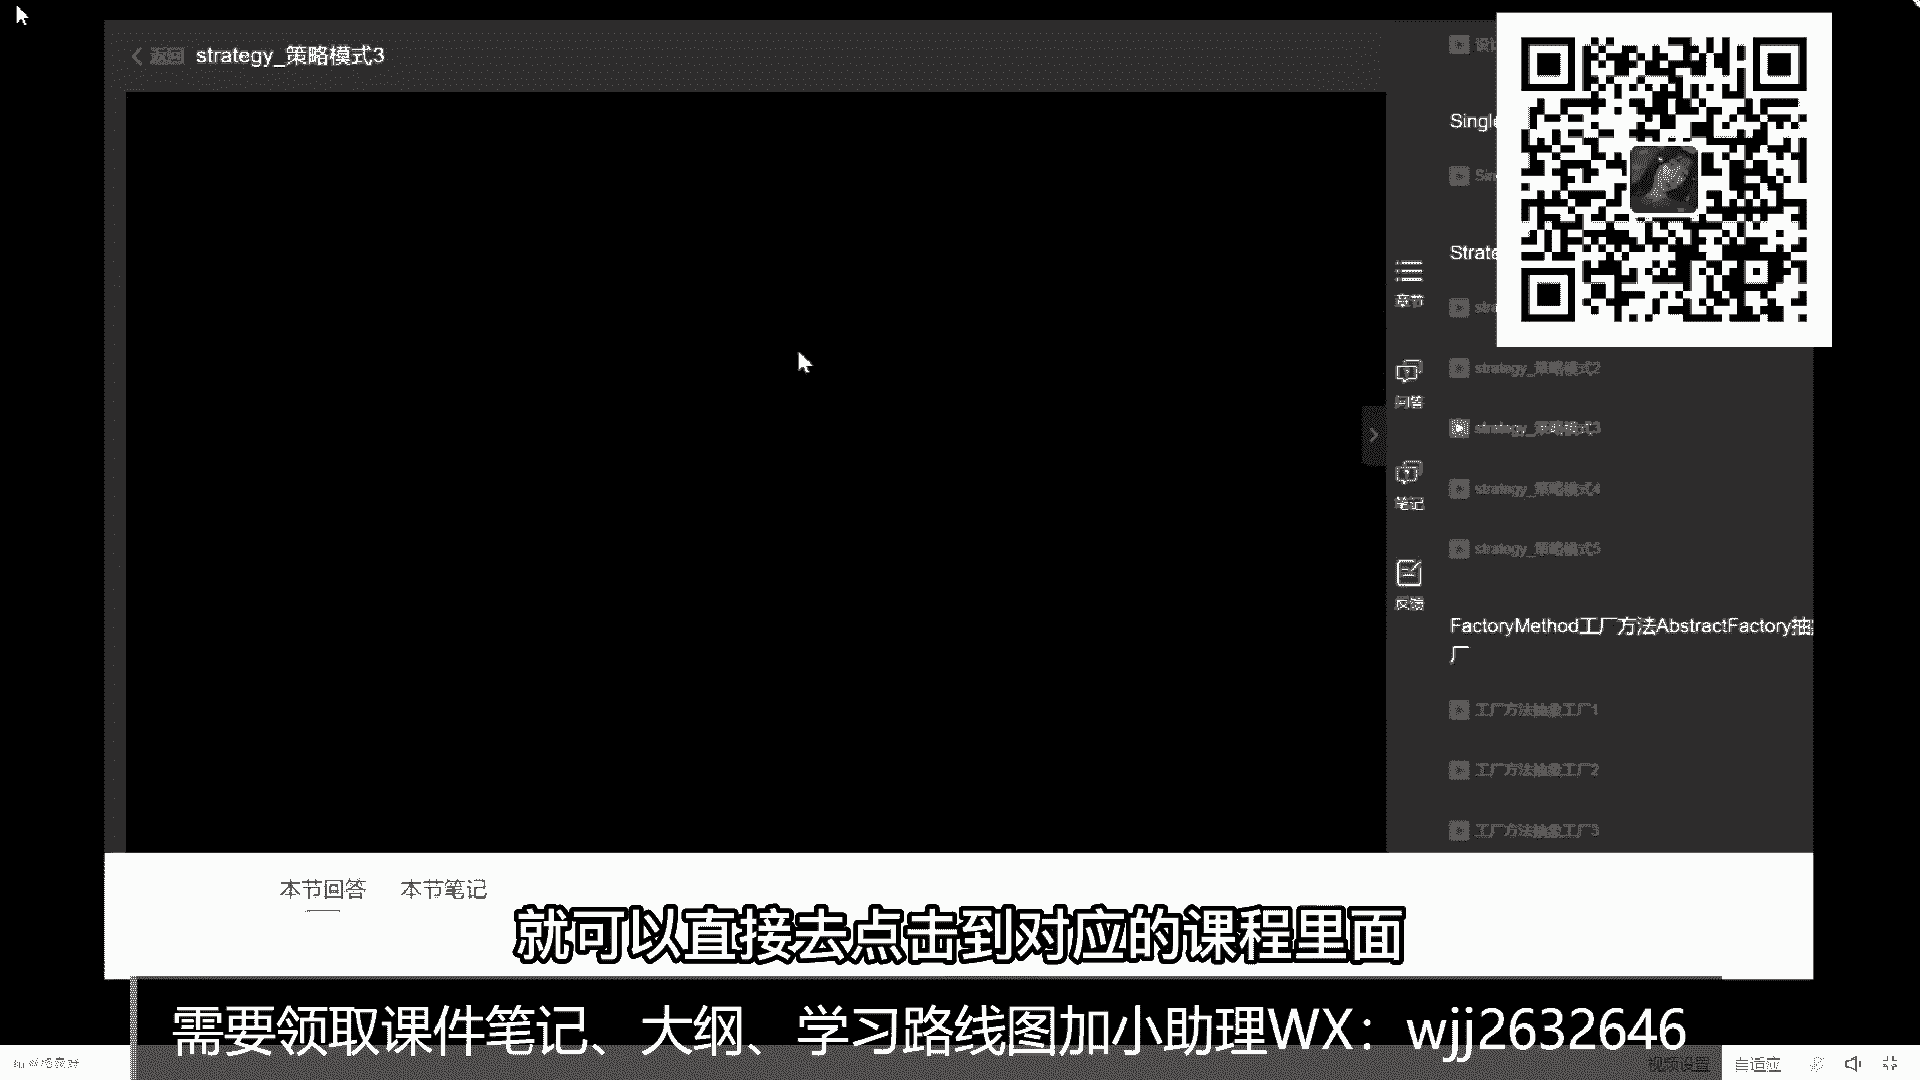 返回 strategy_策略模式3
Single
Sin
Strate
stra
章节
strategy_策略模式2
问答
strategy_策略模式3
strategy_策略模式4
笔记
strategy_策略模式5
反馈
FactoryMethod工厂方法AbstractFactory抽
厂
工厂方法抽象工厂1
工厂方法抽象工厂2
工厂方法抽象工厂3
本节回答 本节笔记
就可以直接去点击到对应的课程里面
需要领取课件笔记、大纲、学习路线图加小助理WX：wjj2632646
视频设置 自适应